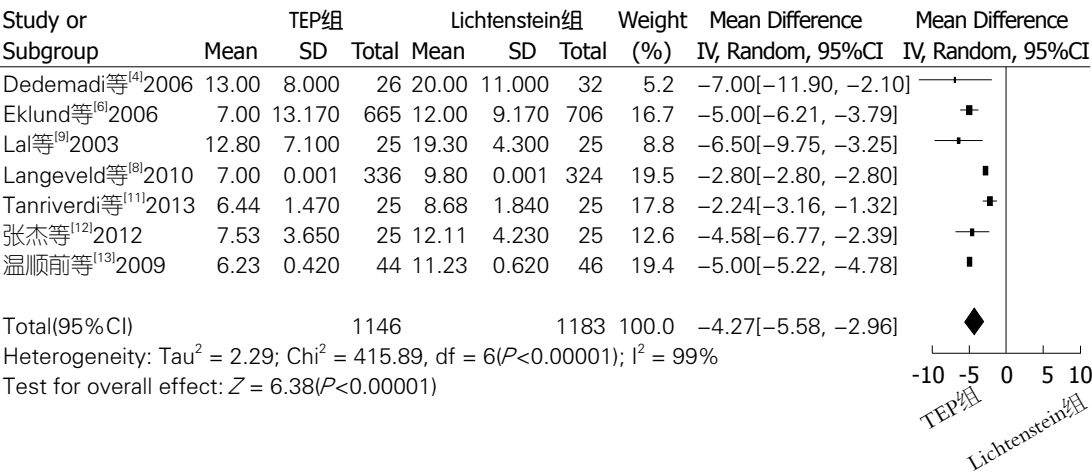 Study or TEP组 Lichtenstein组 Weight Mean Difference Mean Difference
Subgroup Mean SD Total Mean SD Total (%) IV, Random, 95%CI IV, Random, 95%CI
Dedemadi等[4]2006 13.00 8.000 26 20.00 11.000 32 5.2 −7.00[−11.90, −2.10]
Eklund等[6]2006 7.00 13.170 665 12.00 9.170 706 16.7 −5.00[−6.21, −3.79]
Lal等[9]2003 12.80 7.100 25 19.30 4.300 25 8.8 −6.50[−9.75, −3.25]
Langeveld等[8]2010 7.00 0.001 336 9.80 0.001 324 19.5 −2.80[−2.80, −2.80]
Tanriverdi等[11]2013 6.44 1.470 25 8.68 1.840 25 17.8 −2.24[−3.16, −1.32]
张杰等[12]2012 7.53 3.650 25 12.11 4.230 25 12.6 −4.58[−6.77, −2.39]
温顺前等[13]2009 6.23 0.420 44 11.23 0.620 46 19.4 −5.00[−5.22, −4.78]
Total(95%CI) 1146 1183 100.0 −4.27[−5.58, −2.96]
Heterogeneity: Tau² = 2.29; Chi² = 415.89, df = 6(P<0.00001); I² = 99%
Test for overall effect: Z = 6.38(P<0.00001)
-10 -5 0 5 10
TEP组
Lichtenstein组